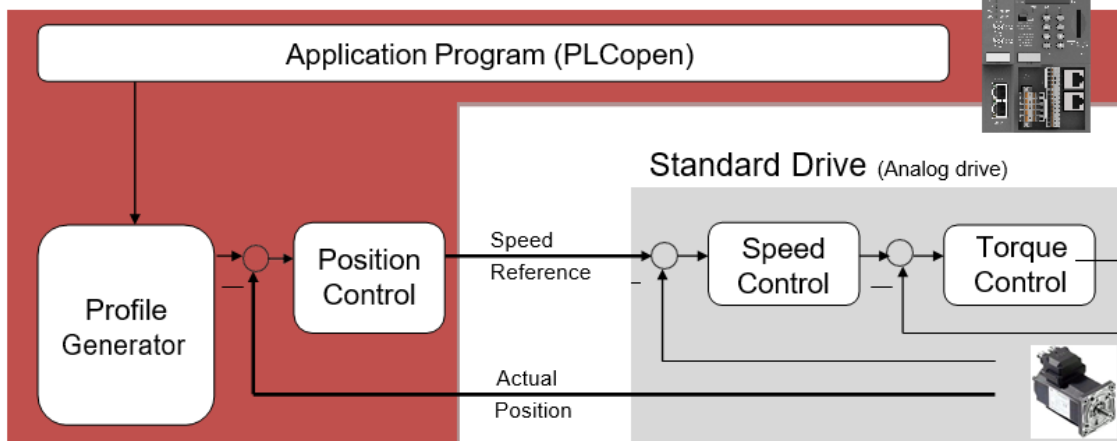 Application Program (PLCopen)
Standard Drive (Analog drive)
Profile
Generator
Position
Control
Speed
Reference
Speed
Control
Torque
Control
Actual
Position